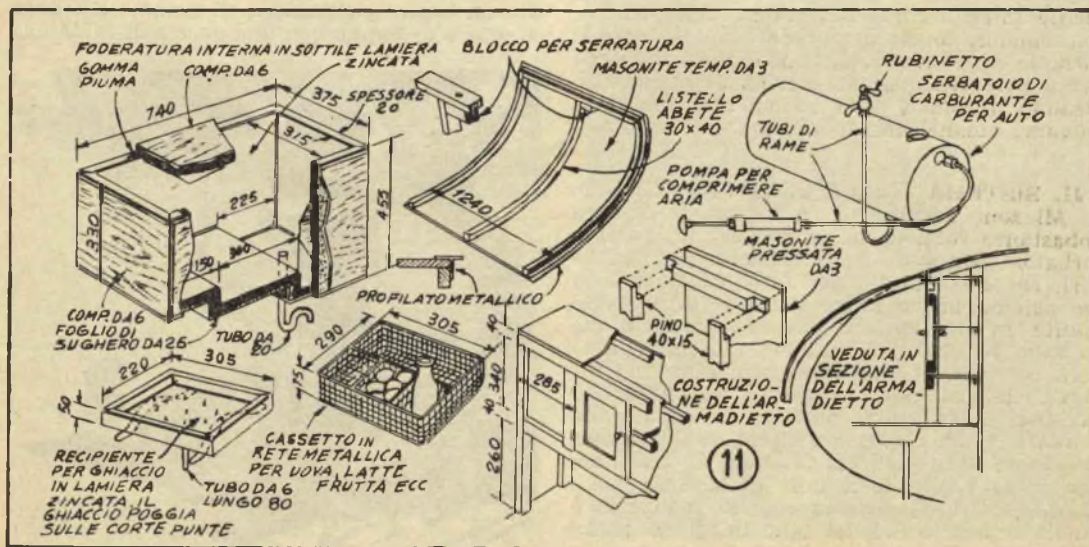 FODERATURA INTERNA IN SOTTILE LAMIERA
ZINCATA
GOMMA
PIUMA
COMP. DA 6
740
375
SPESSORE
20
315
225
455
330
150
360
COMP. DA 6
FOGLIO DI
SUGHERO DA 25
TUBO DA
20
BLOCCO PER SERRATURA
MASONITE TEMP. DA 3
LISTELLO
ABETE
30×40
1240
PROFILATO METALLICO
RUBINETTO
SERBATOIO DI
CARBURANTE
PER AUTO
TUBI DI
RAME
POMPA PER
COMPRIMERE
ARIA
MASONITE
PRESSATA
DA 3
PINO
40×15
COSTRUZIO-
NE DELL'AR-
MADIETTO
VEDUTA IN
SEZIONE
DELL'ARMA-
DIETTO
220
305
50
RECIPIENTE
PER GHIACCIO
IN LAMIERA
ZINCATA. IL
GHIACCIO POGGIA
SULLE CORTE PUNTE
TUBO DA 6
LUNGO 80
290
305
75
CASSETTO IN
RETE METALLICA
PER UOVA, LATTE
FRUTTA ECC
40
340
40
260
285
11